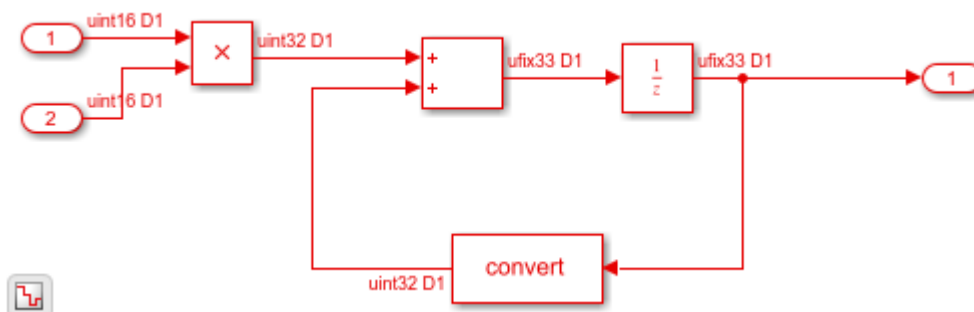 uint16 D1
1
×
uint32 D1
+
+
ufix33 D1
1
z
ufix33 D1
1
uint16 D1
2
convert
uint32 D1